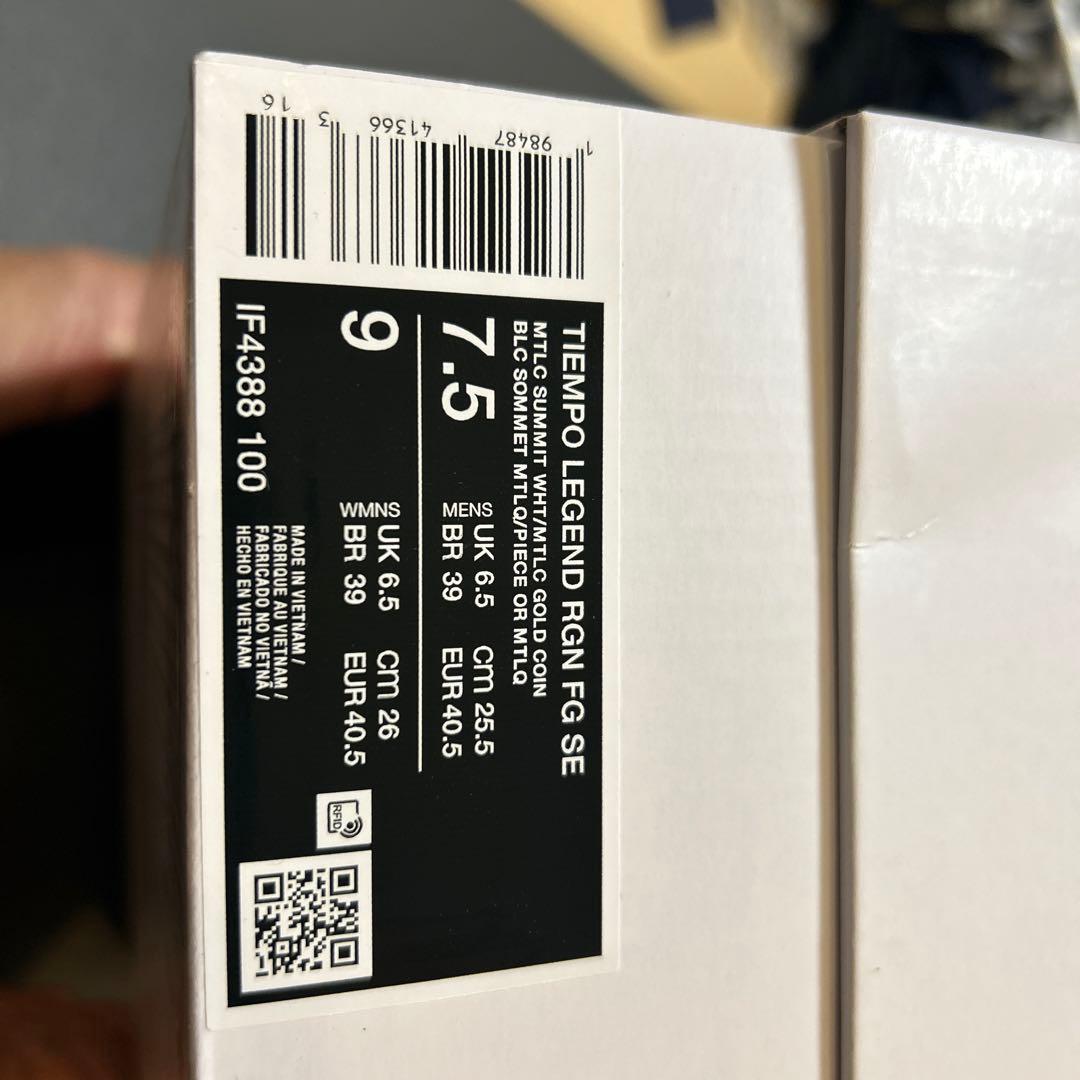 1 98487 41366 3 16
TIEMPO LEGEND RGN FG SE
MTLC SUMMIT WHT/MTLC GOLD COIN
BLC SOMMET MTLQ/PIECE OR MTLQ
7.5
MENS
UK 6.5 cm 25.5
BR 39 EUR 40.5
9
WMNS
UK 6.5 cm 26
BR 39 EUR 40.5
IF4388 100
MADE IN VIETNAM /
FABRIQUE AU VIETNAM /
FABRICADO NO VIETNÃ /
HECHO EN VIETNAM
RFID